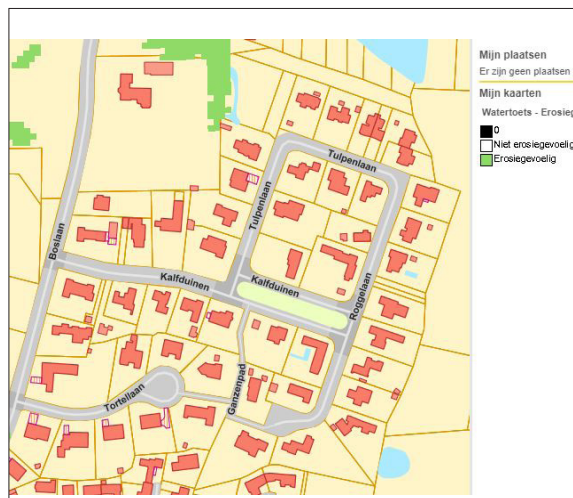 Mijn plaatsen
Er zijn geen plaatsen
Mijn kaarten
Watertoets - Erosieg
0
Niet erosiegevoelig
Erosiegevoelig
Tulpenlaan
Tulpenlaan
Boslaan
Kalfduinen
Kalfduinen
Roggelaan
Ganzenpad
Tortellaan